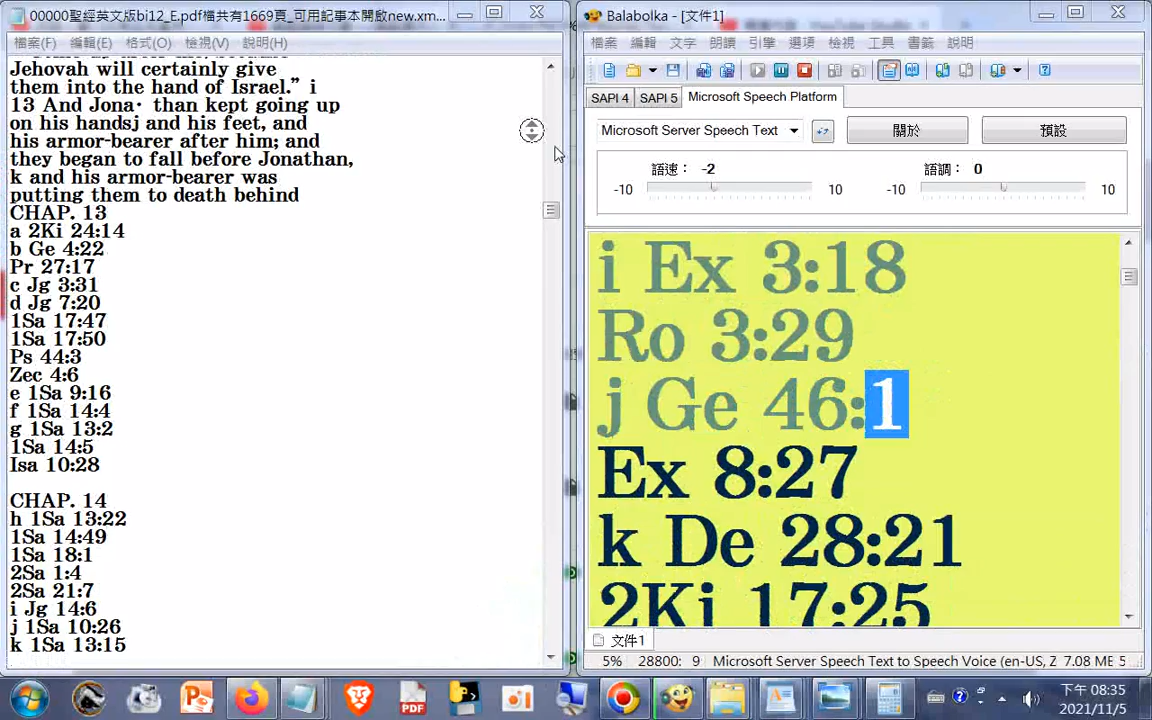 00000聖經英文版bi12_E.pdf檔共有1669頁_可用記事本開啟new.xm...
檔案(F) 編輯(E) 格式(O) 檢視(V) 說明(H)
Jehovah will certainly give
them into the hand of Israel.” i
13 And Jona· than kept going up
on his handsj and his feet, and
his armor-bearer after him; and
they began to fall before Jonathan,
k and his armor-bearer was
putting them to death behind
CHAP. 13
a 2Ki 24:14
b Ge 4:22
Pr 27:17
c Jg 3:31
d Jg 7:20
1Sa 17:47
1Sa 17:50
Ps 44:3
Zec 4:6
e 1Sa 9:16
f 1Sa 14:4
g 1Sa 13:2
1Sa 14:5
Isa 10:28
CHAP. 14
h 1Sa 13:22
1Sa 14:49
1Sa 18:1
2Sa 1:4
2Sa 21:7
i Jg 14:6
j 1Sa 10:26
k 1Sa 13:15
Balabolka - [文件1]
檔案 編輯 文字 朗讀 引擎 選項 檢視 工具 書籤 說明
SAPI 4 SAPI 5 Microsoft Speech Platform
Microsoft Server Speech Text 關於 預設
語速: -2 語調: 0
-10 10 -10 10
i Ex 3:18
Ro 3:29
j Ge 46:1
Ex 8:27
k De 28:21
2Ki 17:25
文件1
5% 28800: 9 Microsoft Server Speech Text to Speech Voice (en-US, Z 7.08 MB 5
PDF
下午 08:35
2021/11/5